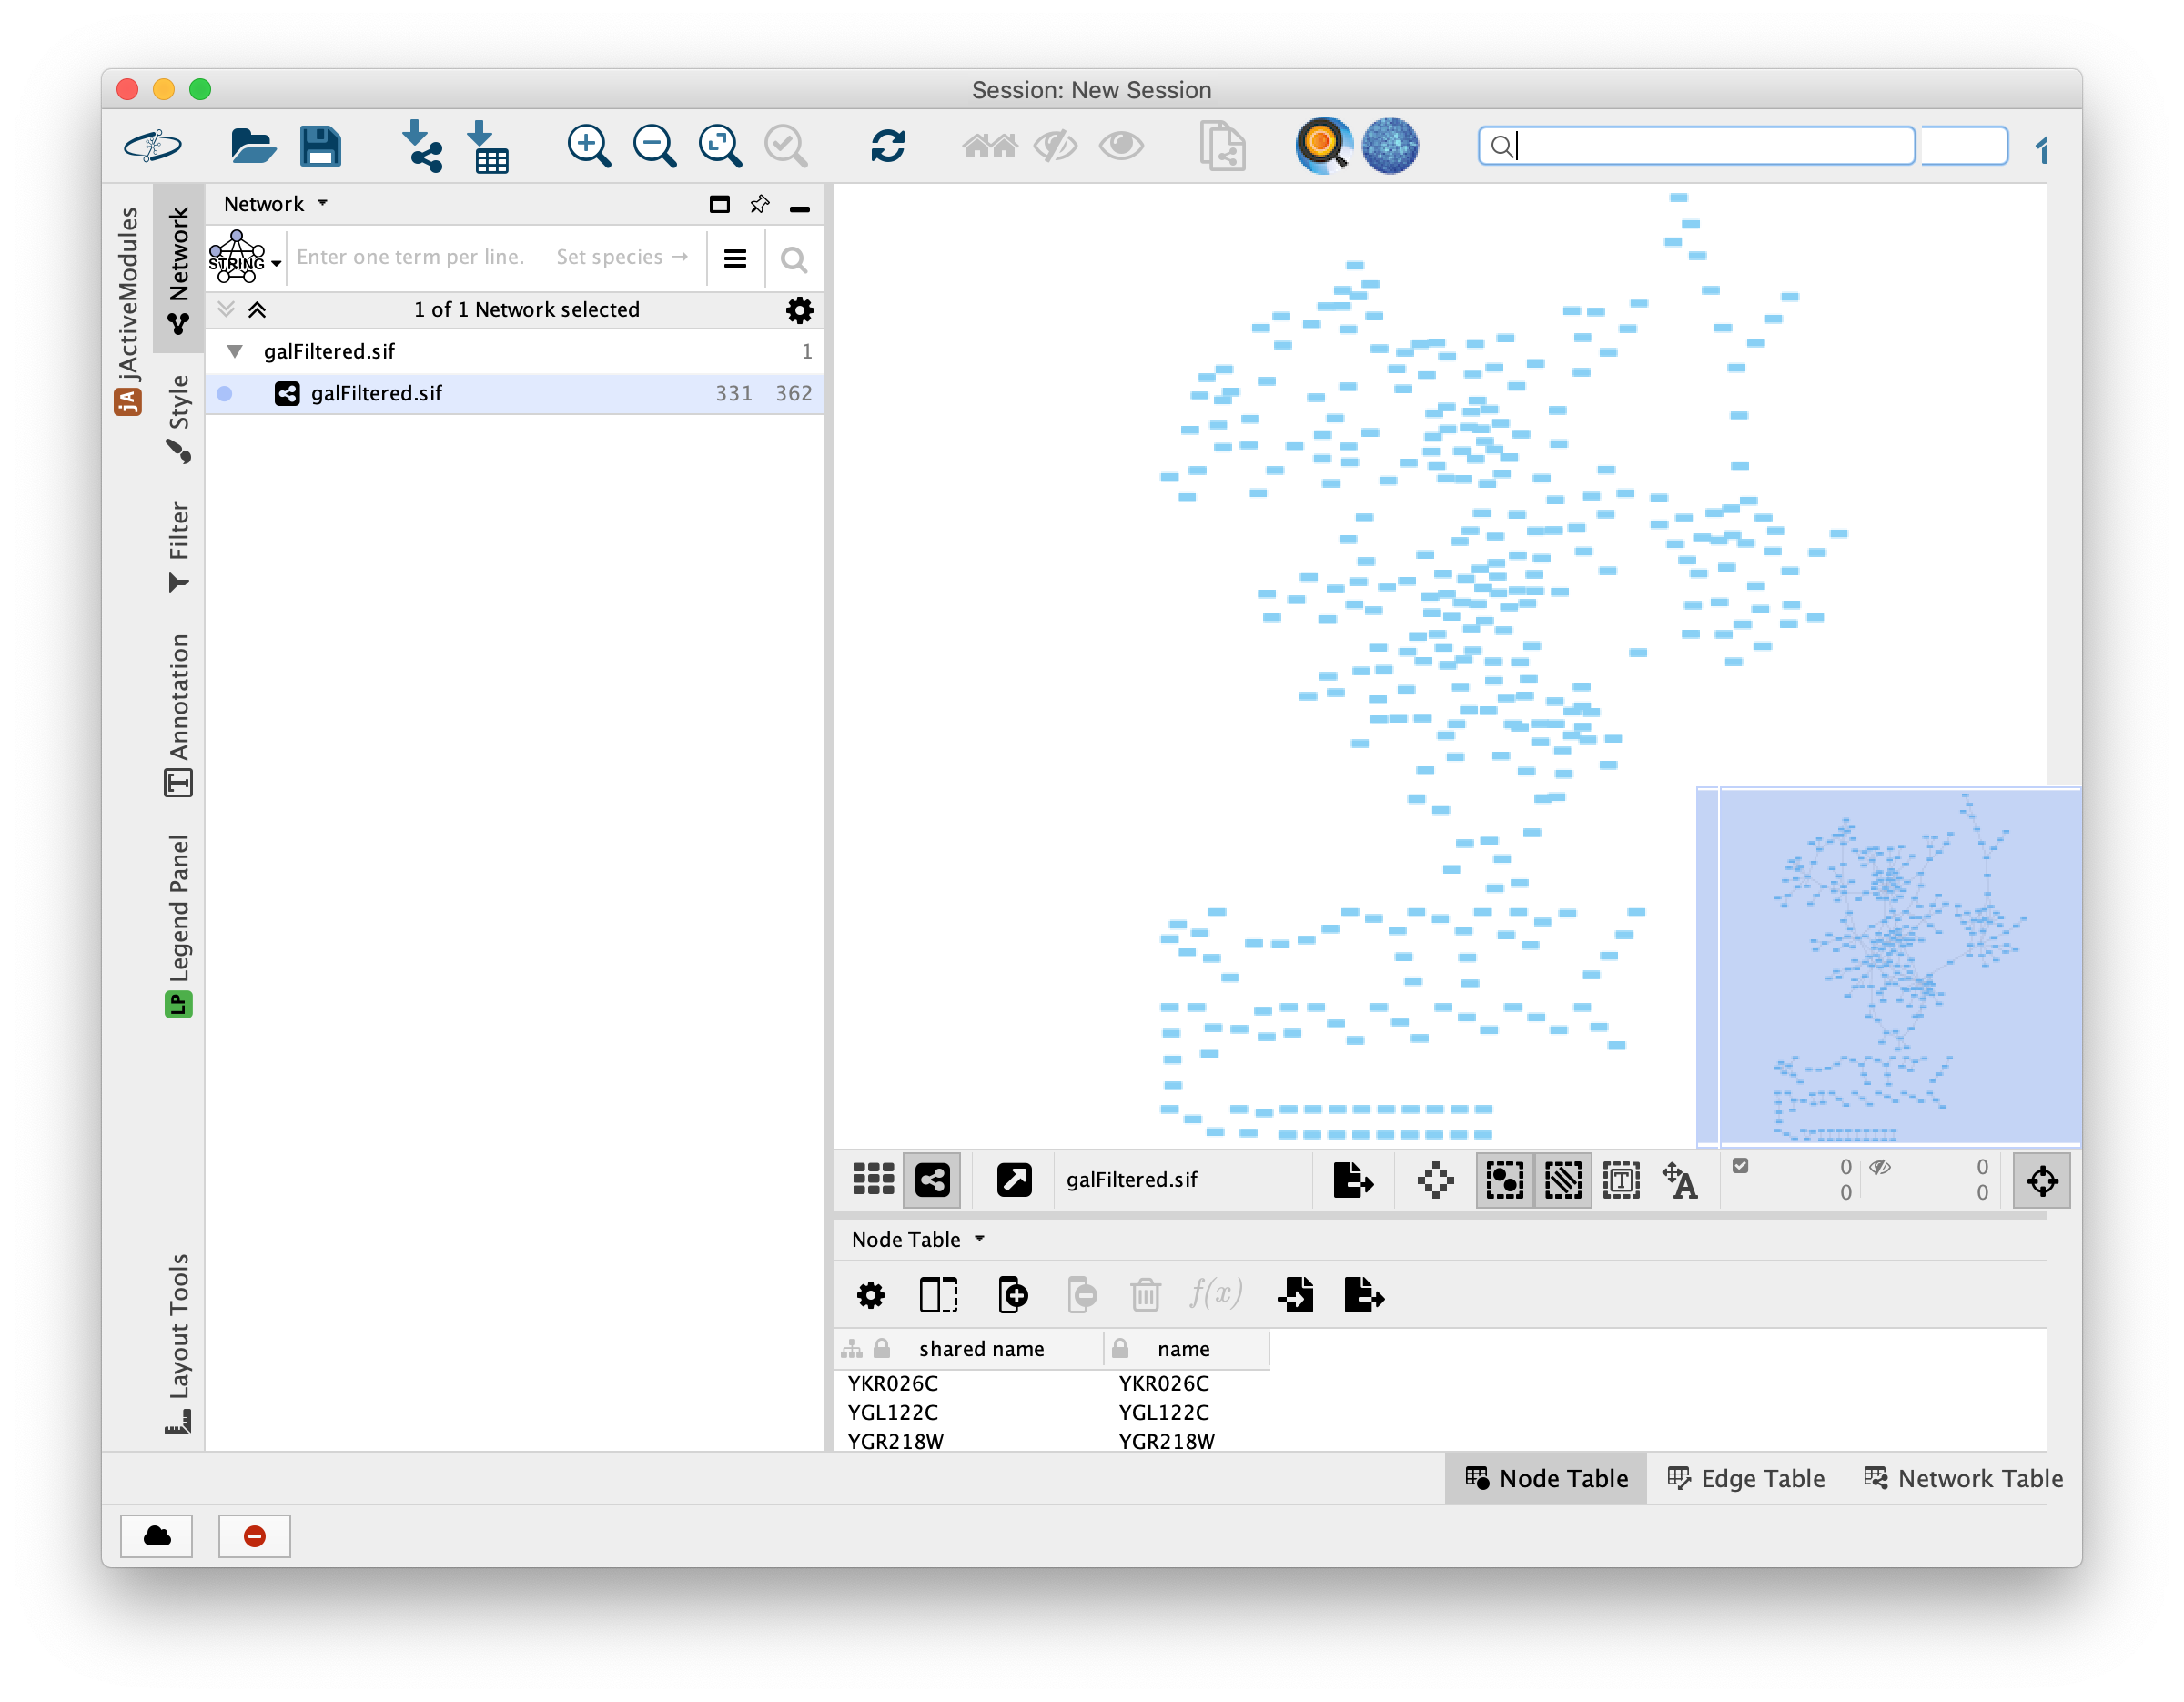 Session: New Session
jActiveModules
jA
Network
Style
Filter
Annotation
Legend Panel
LP
Layout Tools
Network
STRING
Enter one term per line. Set species →
1 of 1 Network selected
galFiltered.sif 1
galFiltered.sif 331 362
galFiltered.sif
T
A
0 0
0 0
Node Table
f(x)
shared name name
YKR026C YKR026C
YGL122C YGL122C
YGR218W YGR218W
Node Table Edge Table Network Table